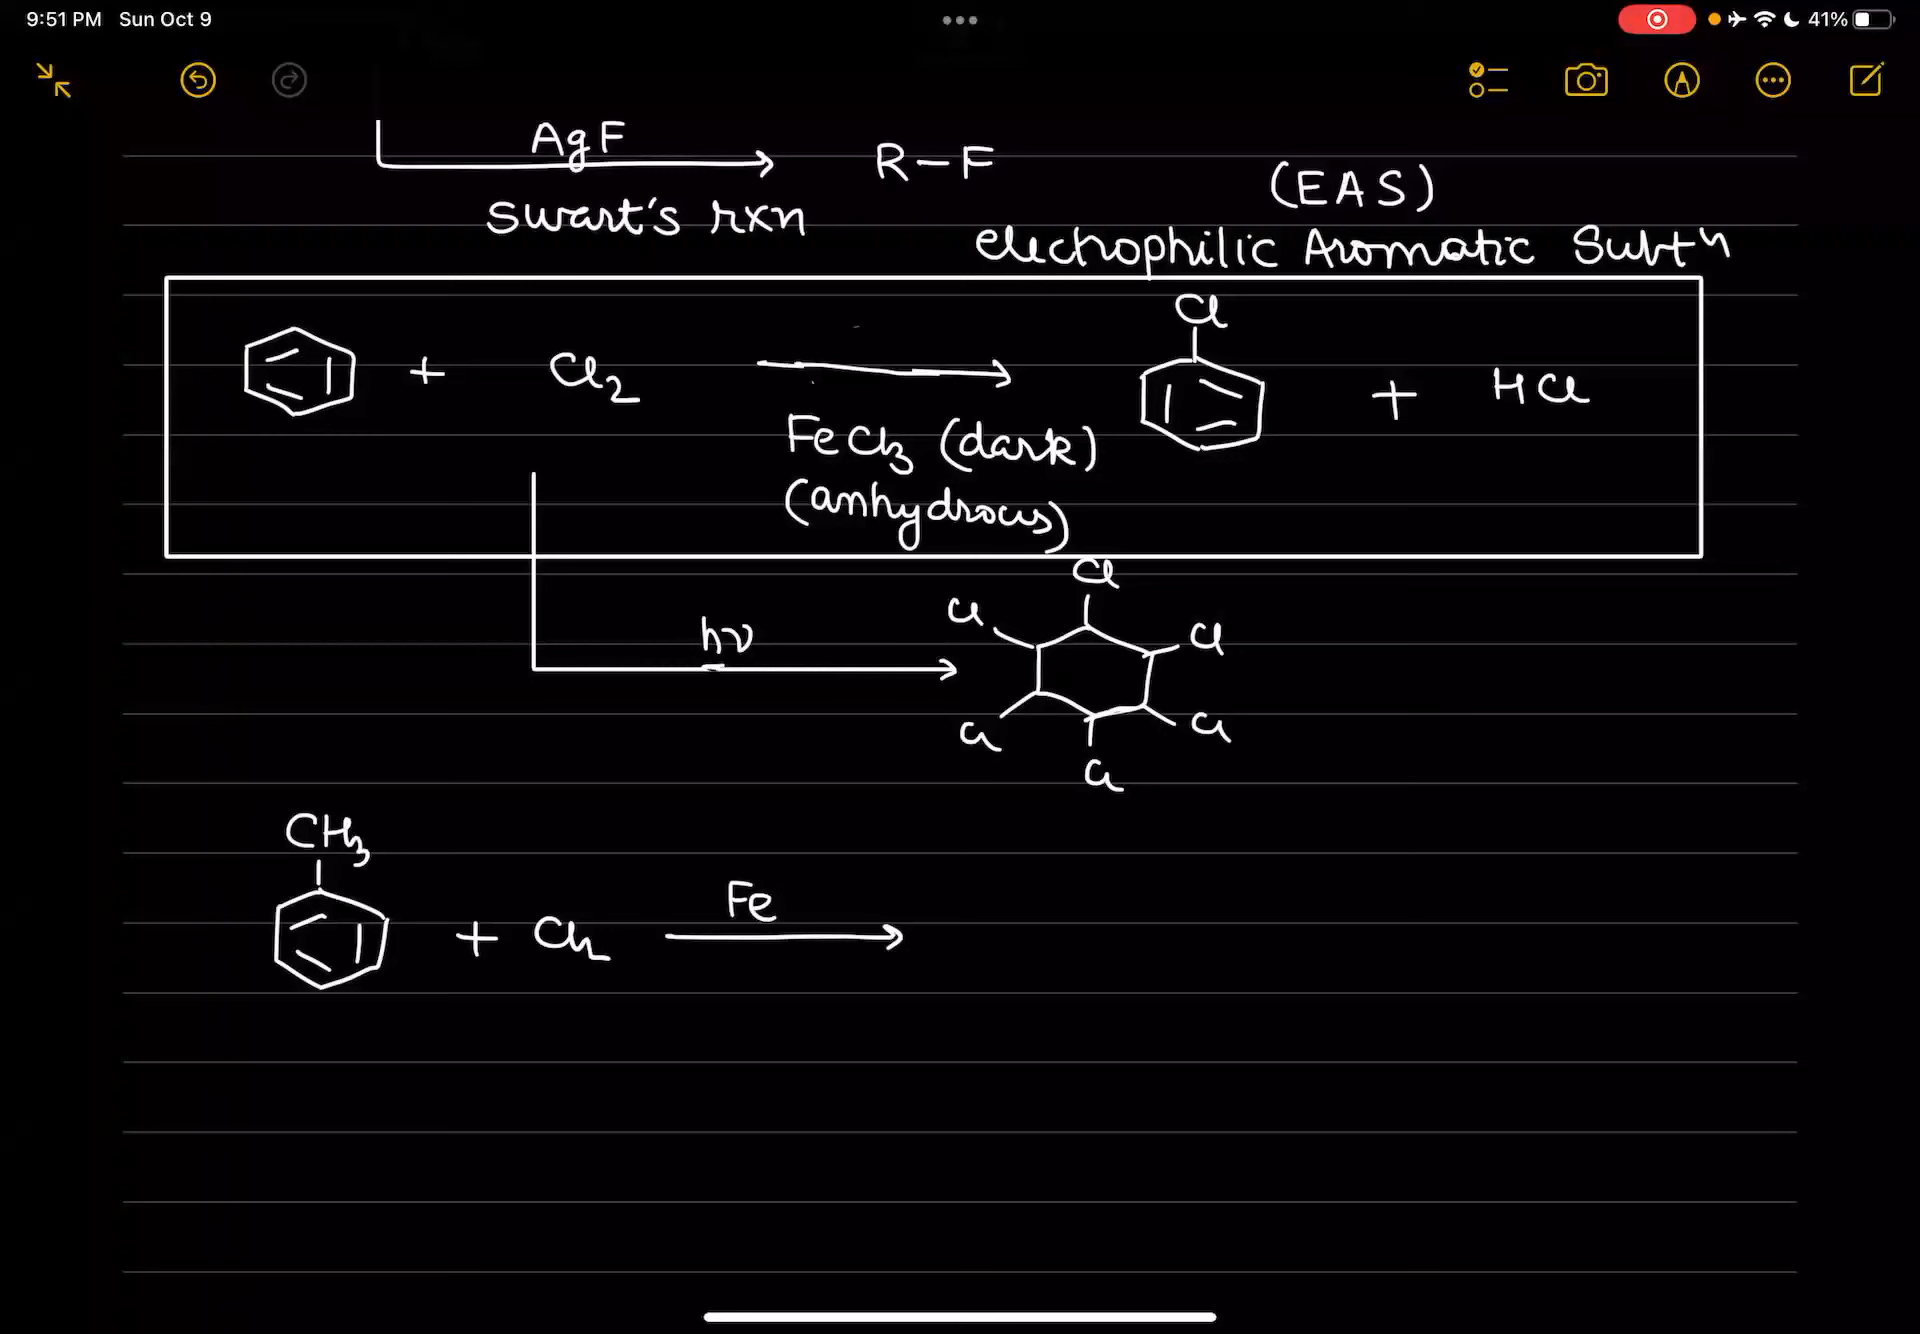 9:51 PM Sun Oct 9
41%
AgF
R-F
Swart's rxn
(EAS)
electrophilic Aromatic Subtn
Cl
+ Cl2
+ HCl
FeCl3 (dark)
(anhydrous)
Cl
Cl
Cl
hν
Cl
Cl
Cl
CH3
Fe
+ Cl2